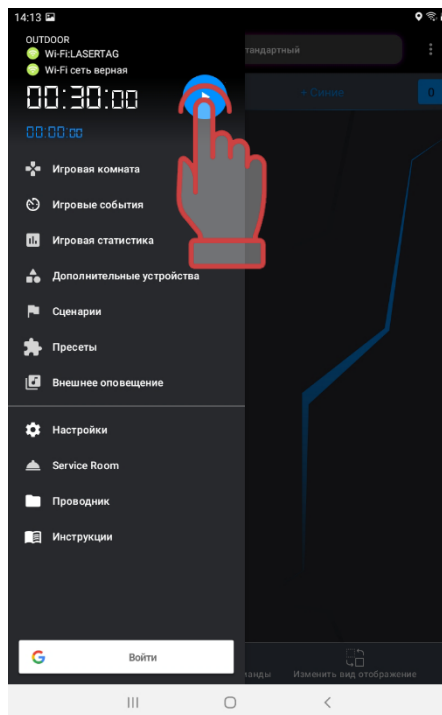 14:13
OUTDOOR
Wi-Fi:LASERTAG
Wi-Fi сеть верная
тандартный
00:30:00
+ Синие
0
00:00:00
Игровая комната
Игровые события
Игровая статистика
Дополнительные устройства
Сценарии
Пресеты
Внешнее оповещение
Настройки
Service Room
Проводник
Инструкции
G
Войти
манды
Изменить вид отображение